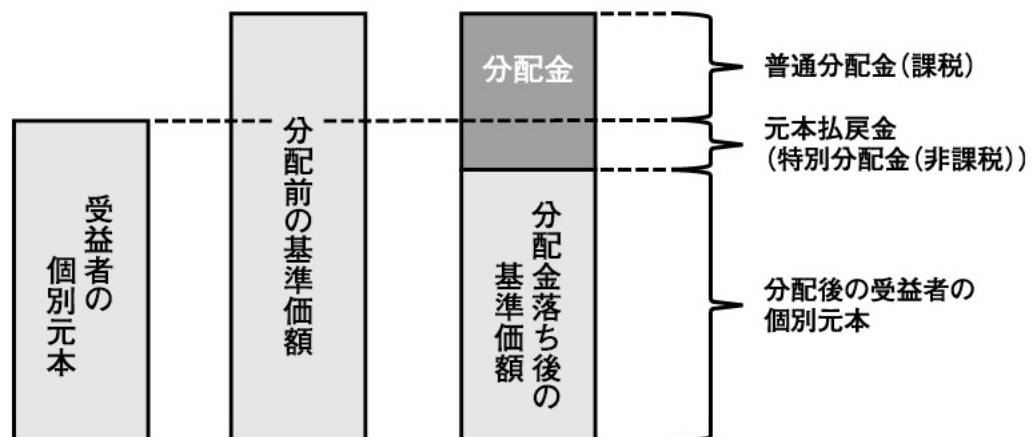 受益者の
個別元本
分配前の基準価額
分配金
分配金落ち後の
基準価額
普通分配金(課税)
元本払戻金
(特別分配金(非課税))
分配後の受益者の
個別元本